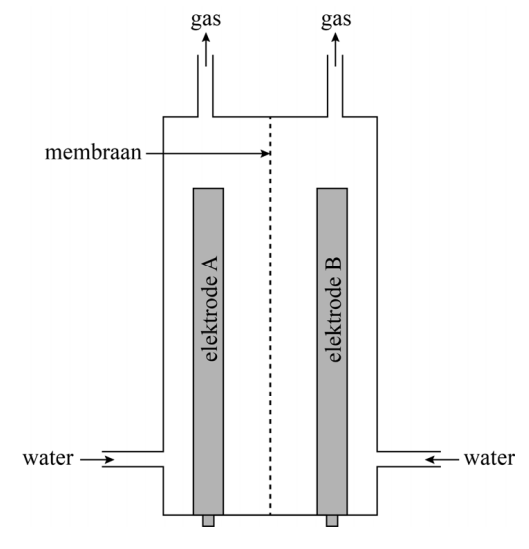 gas
gas
membraan
elektrode A
elektrode B
water
water